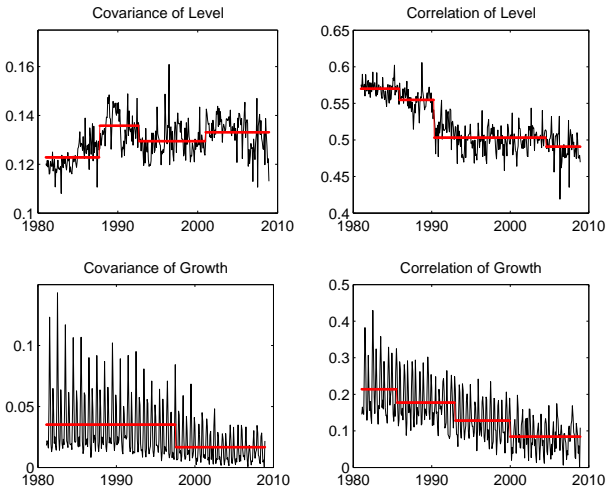 Covariance of Level
0.16
0.14
0.12
0.1
1980 1990 2000 2010
Correlation of Level
0.65
0.6
0.55
0.5
0.45
0.4
1980 1990 2000 2010
Covariance of Growth
0.1
0.05
0
1980 1990 2000 2010
Correlation of Growth
0.5
0.4
0.3
0.2
0.1
0
1980 1990 2000 2010